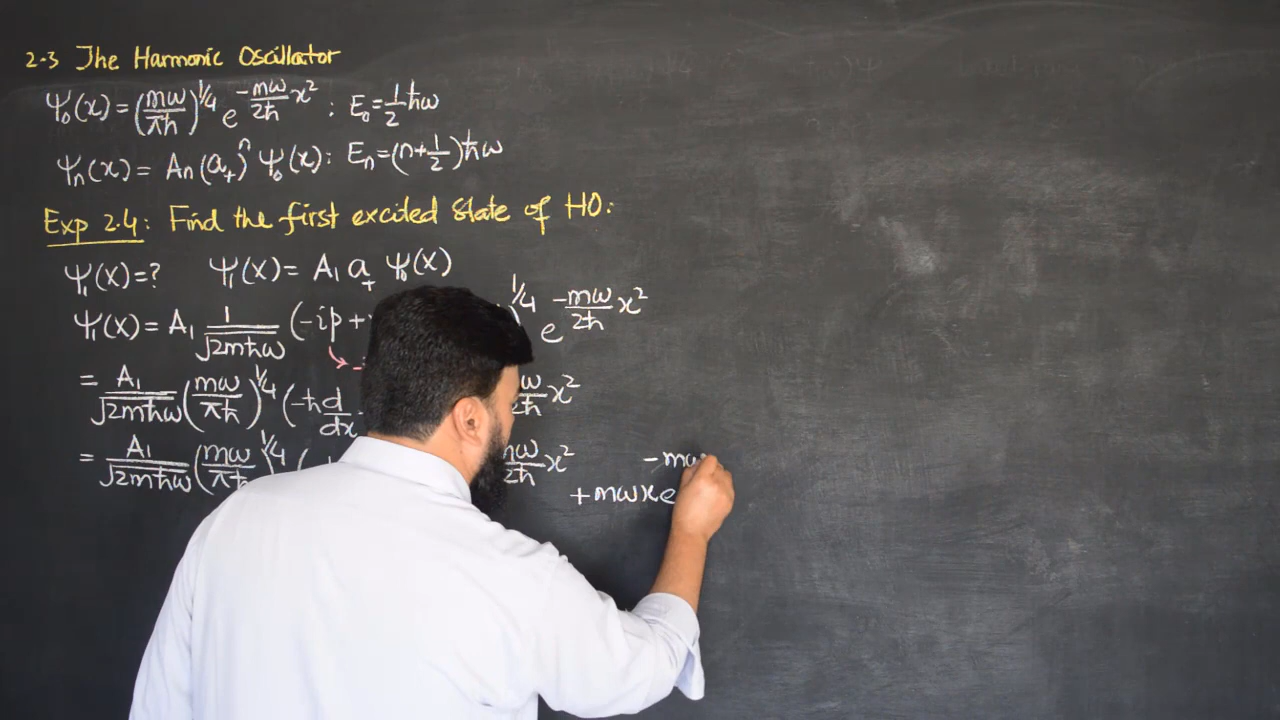 2.3 The Harmonic Oscillator
Ψ₀(x) = (mω/πħ)^1/4 e^-mω/2ħ x² ; E₀ = 1/2 ħω
Ψn(x) = An (a₊)^n Ψ₀(x) : En = (n+1/2)ħω
Exp 2.4: Find the first excited State of HO:
Ψ₁(x) = ? Ψ₁(x) = A₁ a₊ Ψ₀(x)
Ψ₁(x) = A₁ 1/√2mħω (-ip + ^1/4 e^-mω/2ħ x²
= A₁/√2mħω (mω/πħ)^1/4 (-ħ d/dx ω/2ħ x²
= A₁/√2mħω (mω/πħ)^1/4 ( mω/2ħ x² + mωx e^-mω